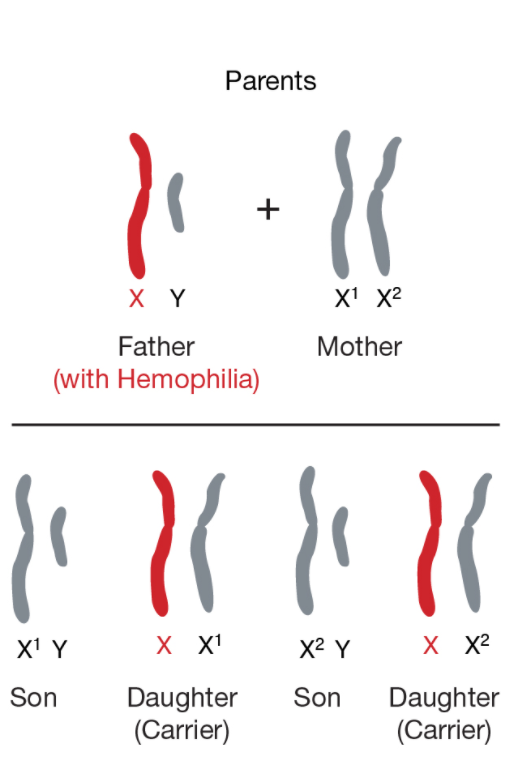 Parents
+
X Y
X¹ X²
Father
(with Hemophilia)
Mother
X¹ Y
X X¹
X² Y
X X²
Son
Daughter
(Carrier)
Son
Daughter
(Carrier)